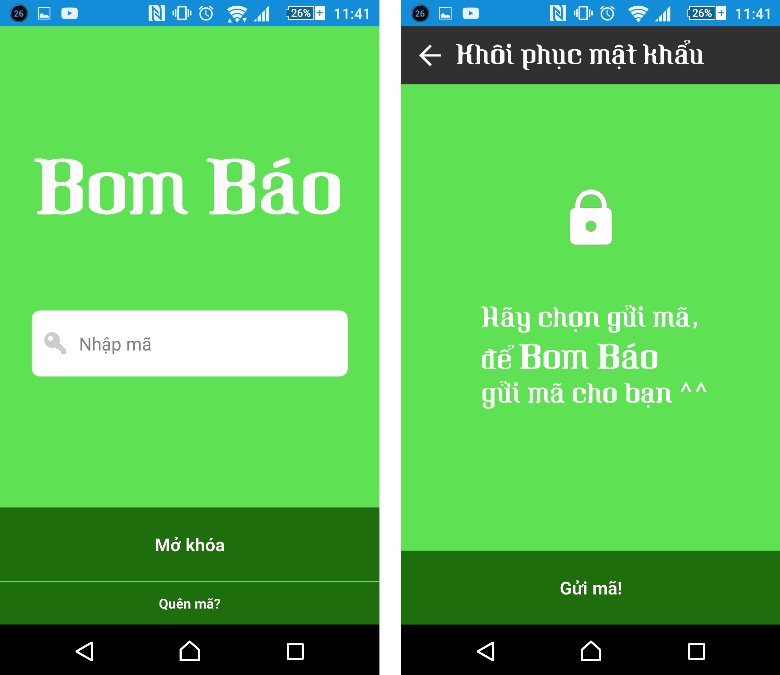 26
26%
11:41
Bom Báo
Nhập mã
Mở khóa
Quên mã?
26
26%
11:41
Khôi phục mật khẩu
Hãy chọn gửi mã,
để Bom Báo
gửi mã cho bạn ^^
Gửi mã!